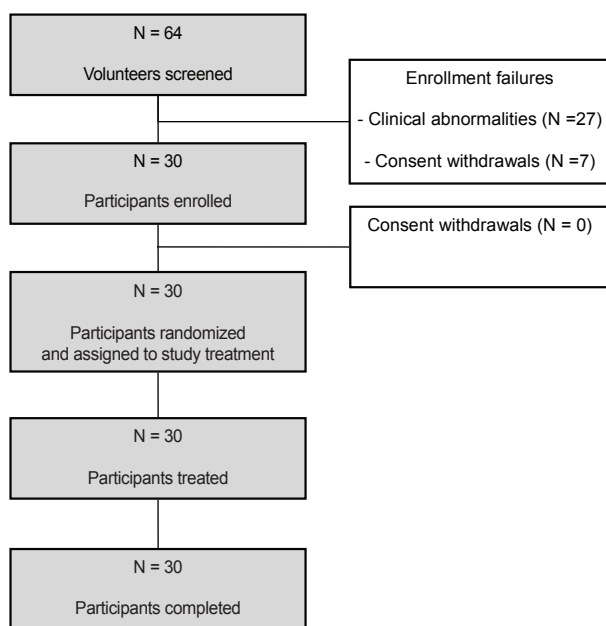 N = 64
Volunteers screened
Enrollment failures
- Clinical abnormalities (N =27)
- Consent withdrawals (N =7)
N = 30
Participants enrolled
Consent withdrawals (N = 0)
N = 30
Participants randomized
and assigned to study treatment
N = 30
Participants treated
N = 30
Participants completed